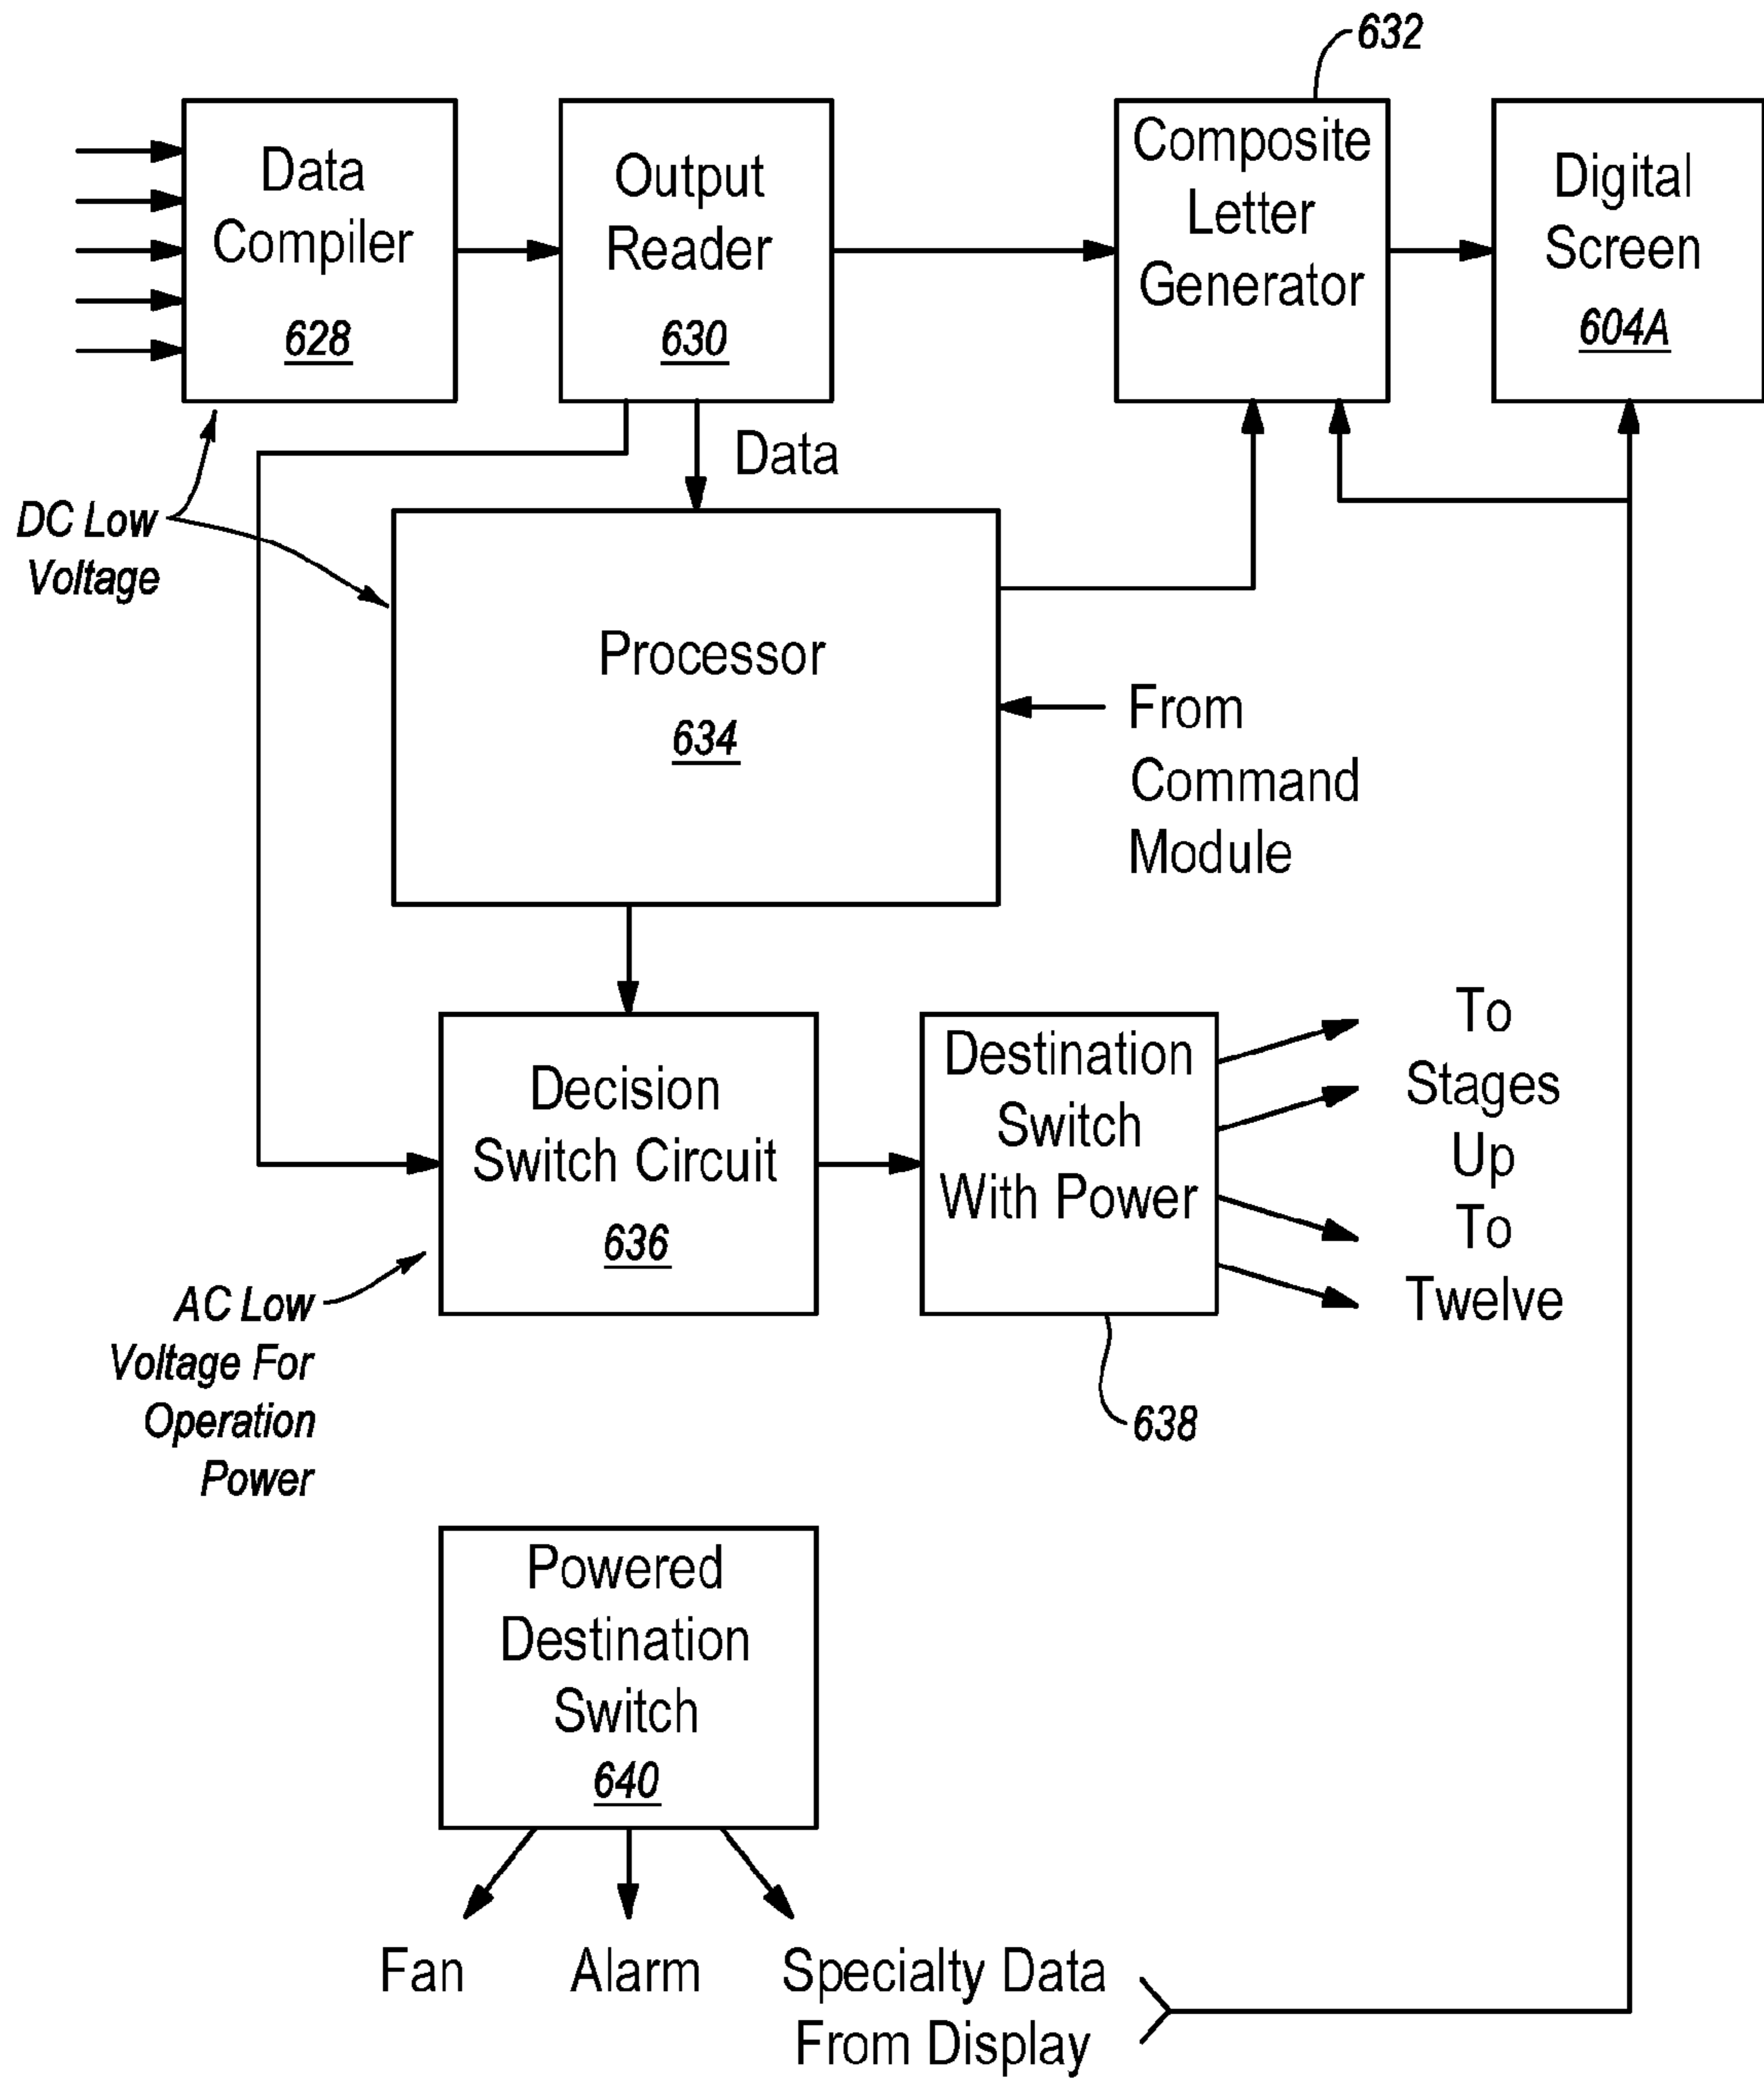 632
Data
Compiler
628
Output
Reader
630
Composite
Letter
Generator
Digital
Screen
604A
Data
DC Low
Voltage
Processor
634
From
Command
Module
Decision
Switch Circuit
636
Destination
Switch
With Power
To
Stages
Up
To
Twelve
AC Low
Voltage For
Operation
Power
638
Powered
Destination
Switch
640
Fan
Alarm
Specialty Data
From Display